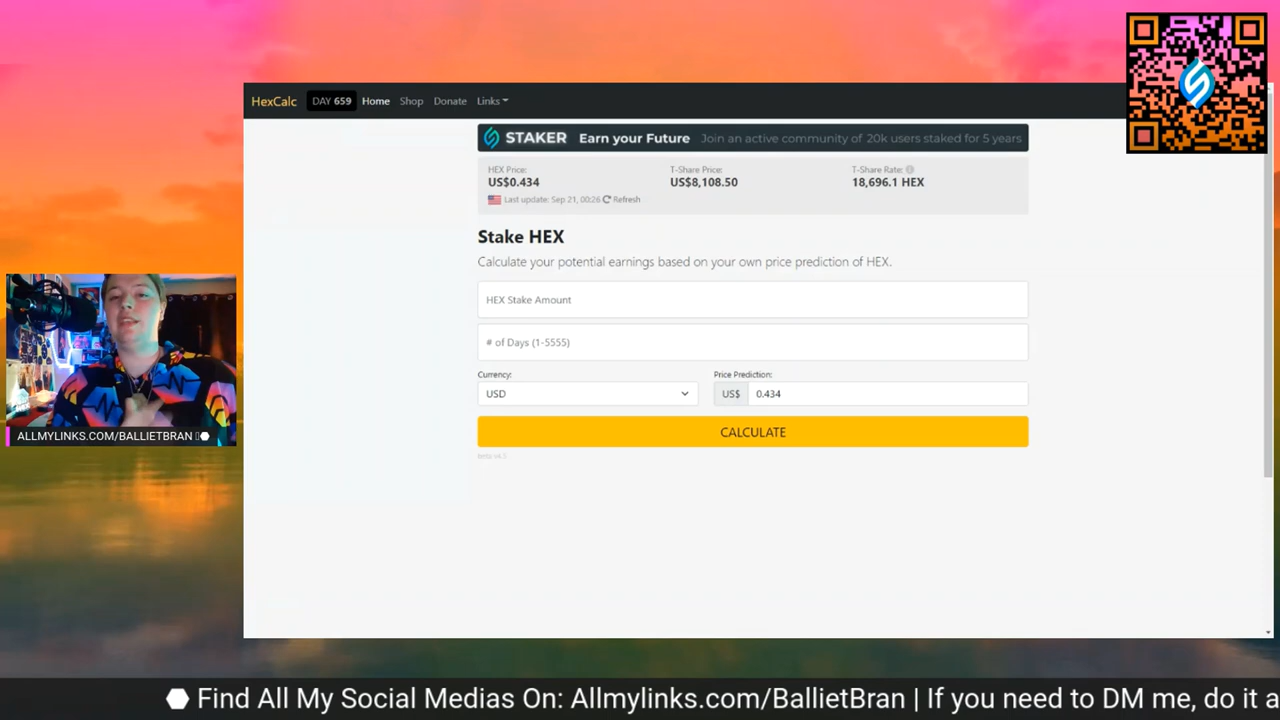 HexCalc DAY 659 Home Shop Donate Links
STAKER Earn your Future Join an active community of 20k users staked for 5 years
HEX Price: T-Share Price: T-Share Rate:
US$0.434 US$8,108.50 18,696.1 HEX
Last update: Sep 21, 00:26 Refresh
Stake HEX
Calculate your potential earnings based on your own price prediction of HEX.
HEX Stake Amount
# of Days (1-5555)
Currency: Price Prediction:
USD US$ 0.434
CALCULATE
ALLMYLINKS.COM/BALLIETBRAN
Find All My Social Medias On: Allmylinks.com/BallietBran | If you need to DM me, do it a